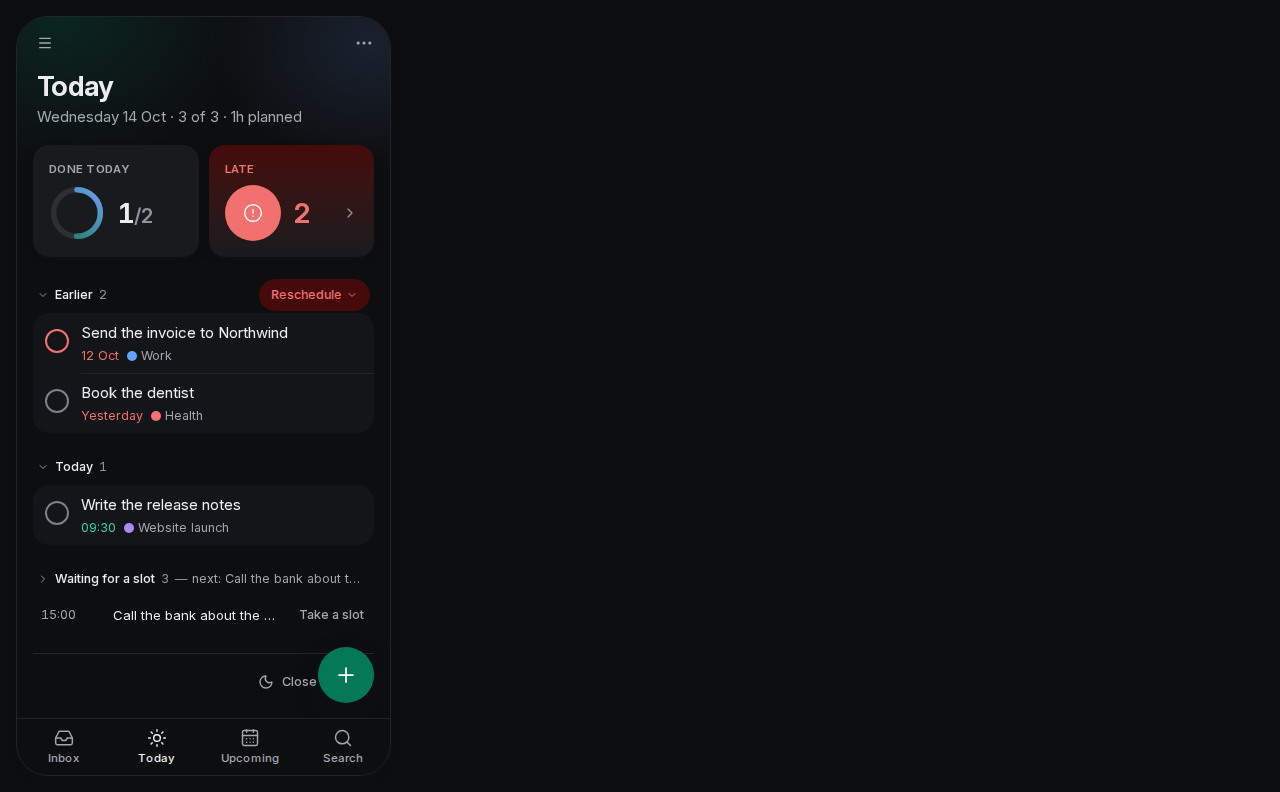 Today
Wednesday 14 Oct · 3 of 3 · 1h planned
DONE TODAY
1/2
LATE
2
Earlier 2
Reschedule
Send the invoice to Northwind
12 Oct Work
Book the dentist
Yesterday Health
Today 1
Write the release notes
09:30 Website launch
Waiting for a slot 3 — next: Call the bank about t…
15:00 Call the bank about the … Take a slot
Close
Inbox
Today
Upcoming
Search